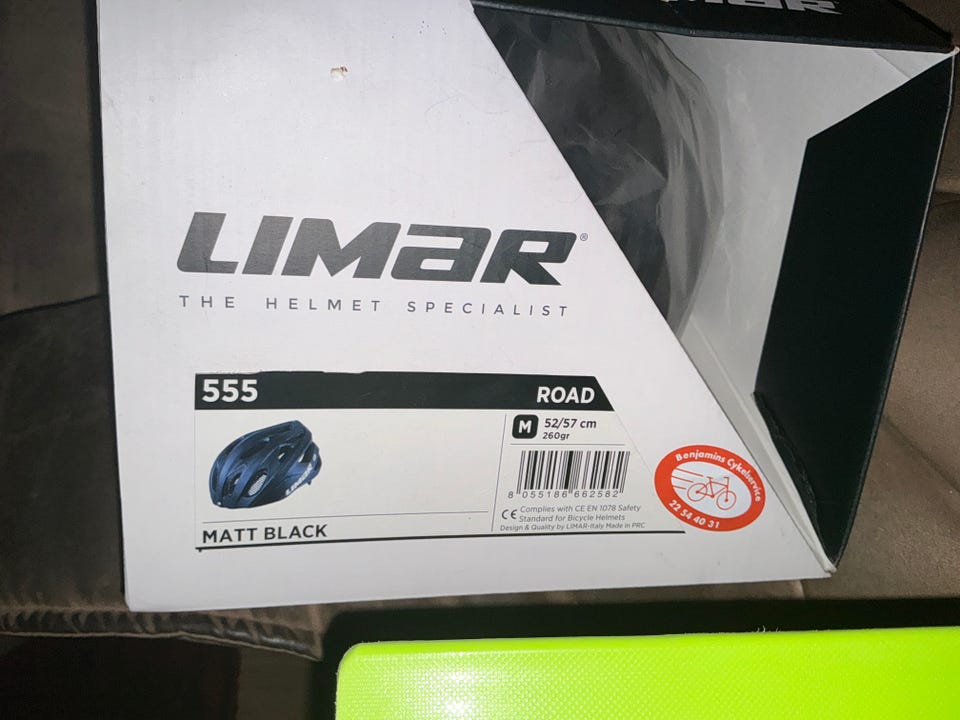 LIMAR®
THE HELMET SPECIALIST
555
ROAD
M 52/57 cm
260gr
LIMAR
8 055186 662582
CE Complies with CE EN 1078 Safety
Standard for Bicycle Helmets
Design & Quality by LIMAR-Italy Made in PRC
MATT BLACK
Benjamins Cykelservice
22 54 40 31